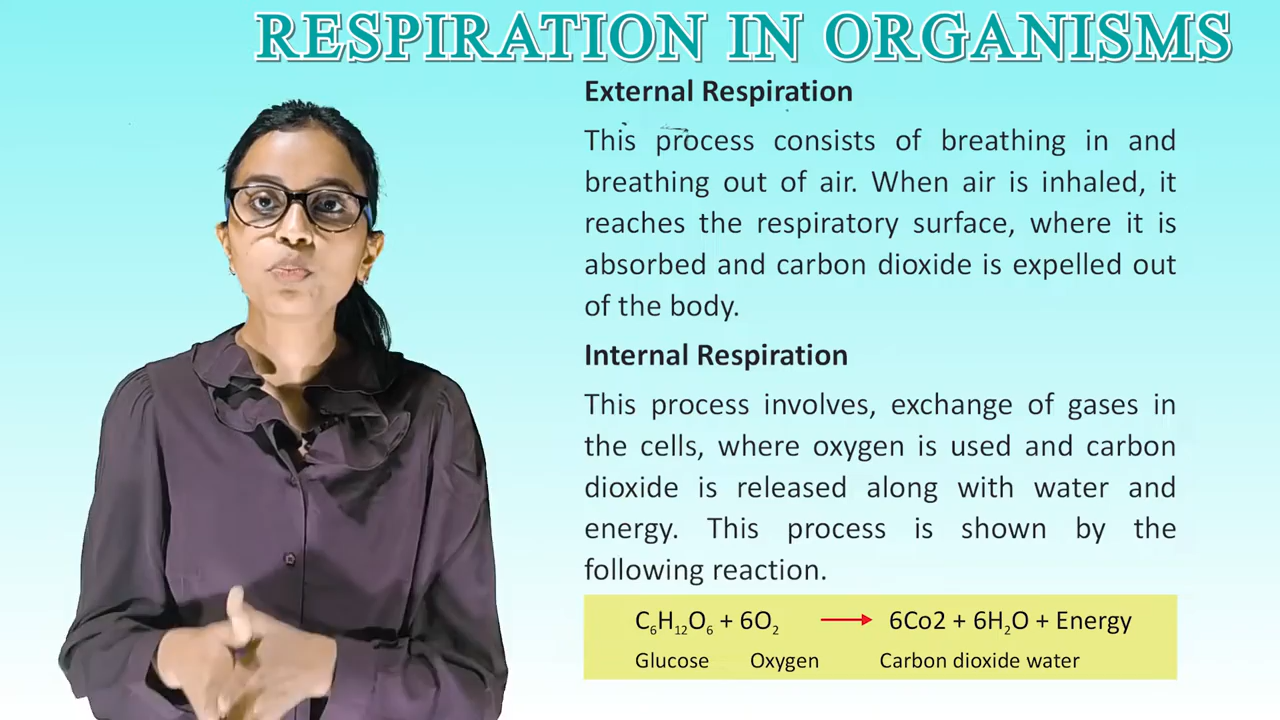 RESPIRATION IN ORGANISMS
External Respiration
This process consists of breathing in and
breathing out of air. When air is inhaled, it
reaches the respiratory surface, where it is
absorbed and carbon dioxide is expelled out
of the body.
Internal Respiration
This process involves, exchange of gases in
the cells, where oxygen is used and carbon
dioxide is released along with water and
energy. This process is shown by the
following reaction.
C₆H₁₂O₆ + 6O₂ → 6Co2 + 6H₂O + Energy
Glucose Oxygen Carbon dioxide water